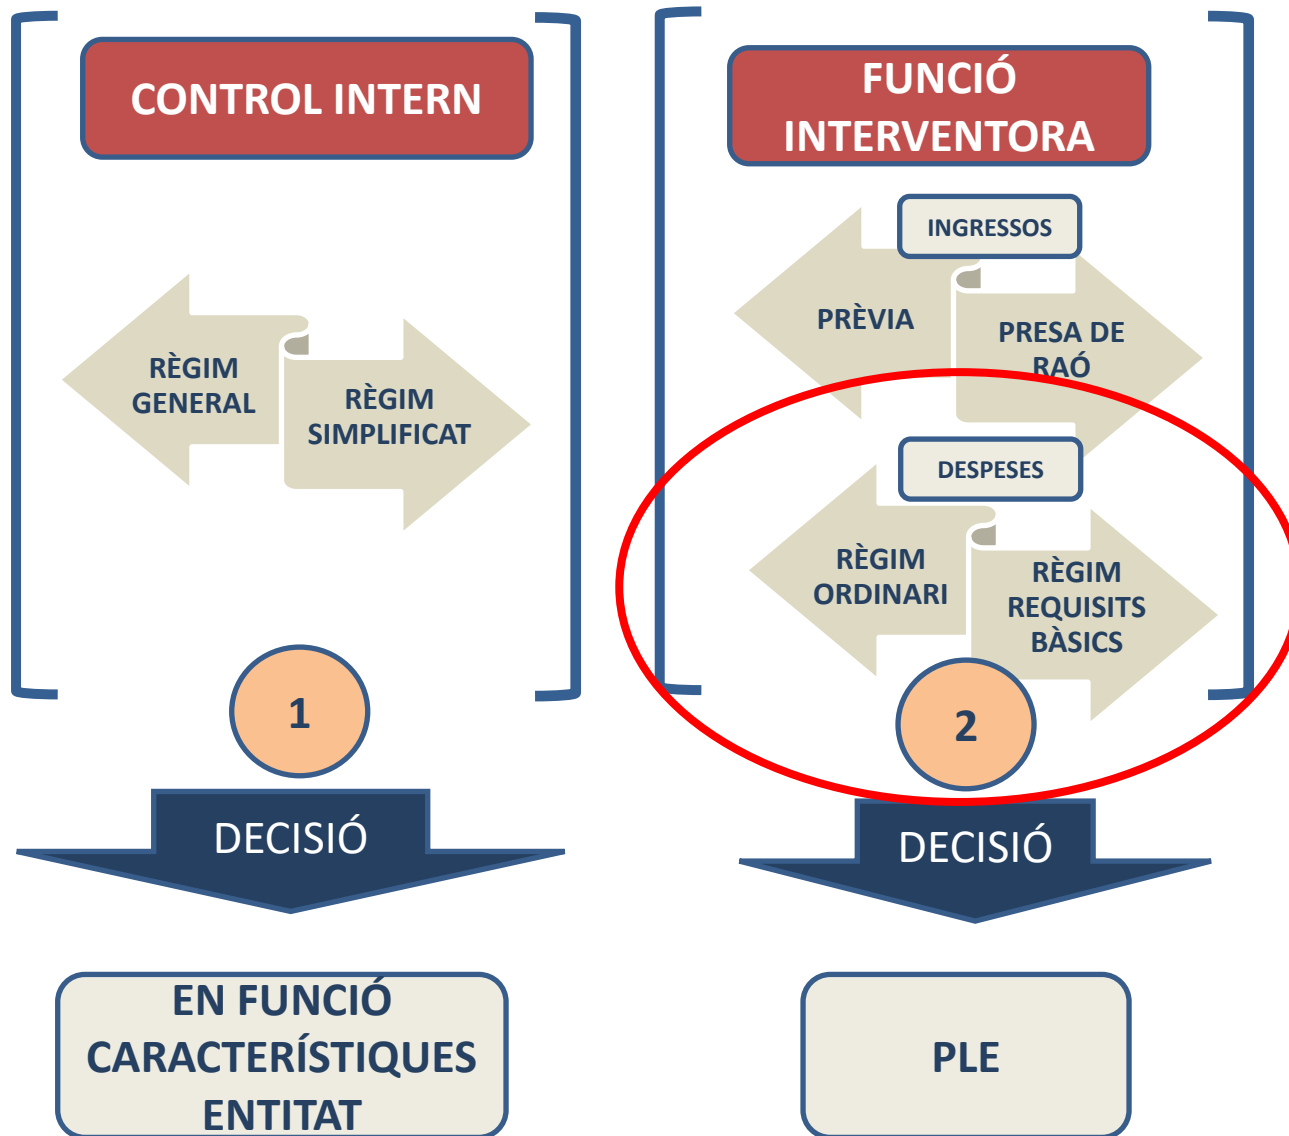 CONTROL INTERN
RÈGIM
GENERAL
RÈGIM
SIMPLIFICAT
1
DECISIÓ
EN FUNCIÓ
CARACTERÍSTIQUES
ENTITAT
FUNCIÓ
INTERVENTORA
INGRESSOS
PRÈVIA
PRESA DE
RAÓ
DESPESES
RÈGIM
ORDINARI
RÈGIM
REQUISITS
BÀSICS
2
DECISIÓ
PLE